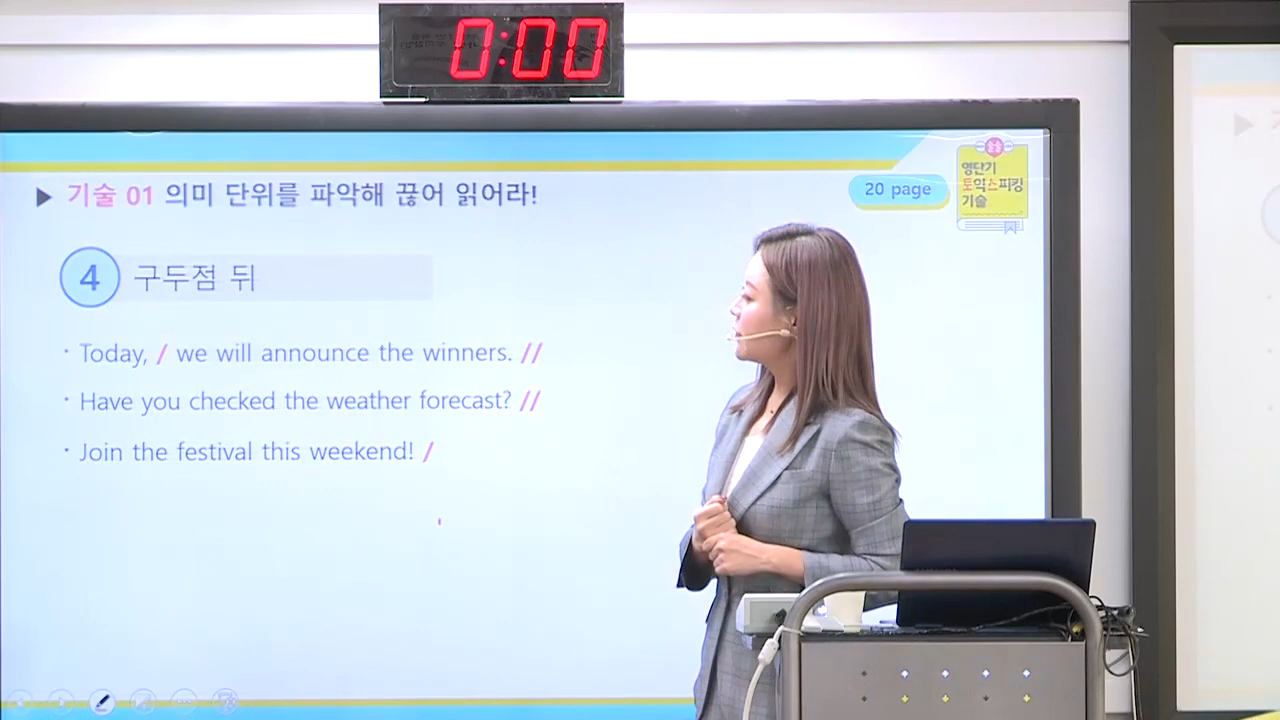 0:00
▶ 기술 01 의미 단위를 파악해 끊어 읽어라!
20 page
영단기
토익스피킹
기술
4 구두점 뒤
· Today, / we will announce the winners. //
· Have you checked the weather forecast? //
· Join the festival this weekend! /